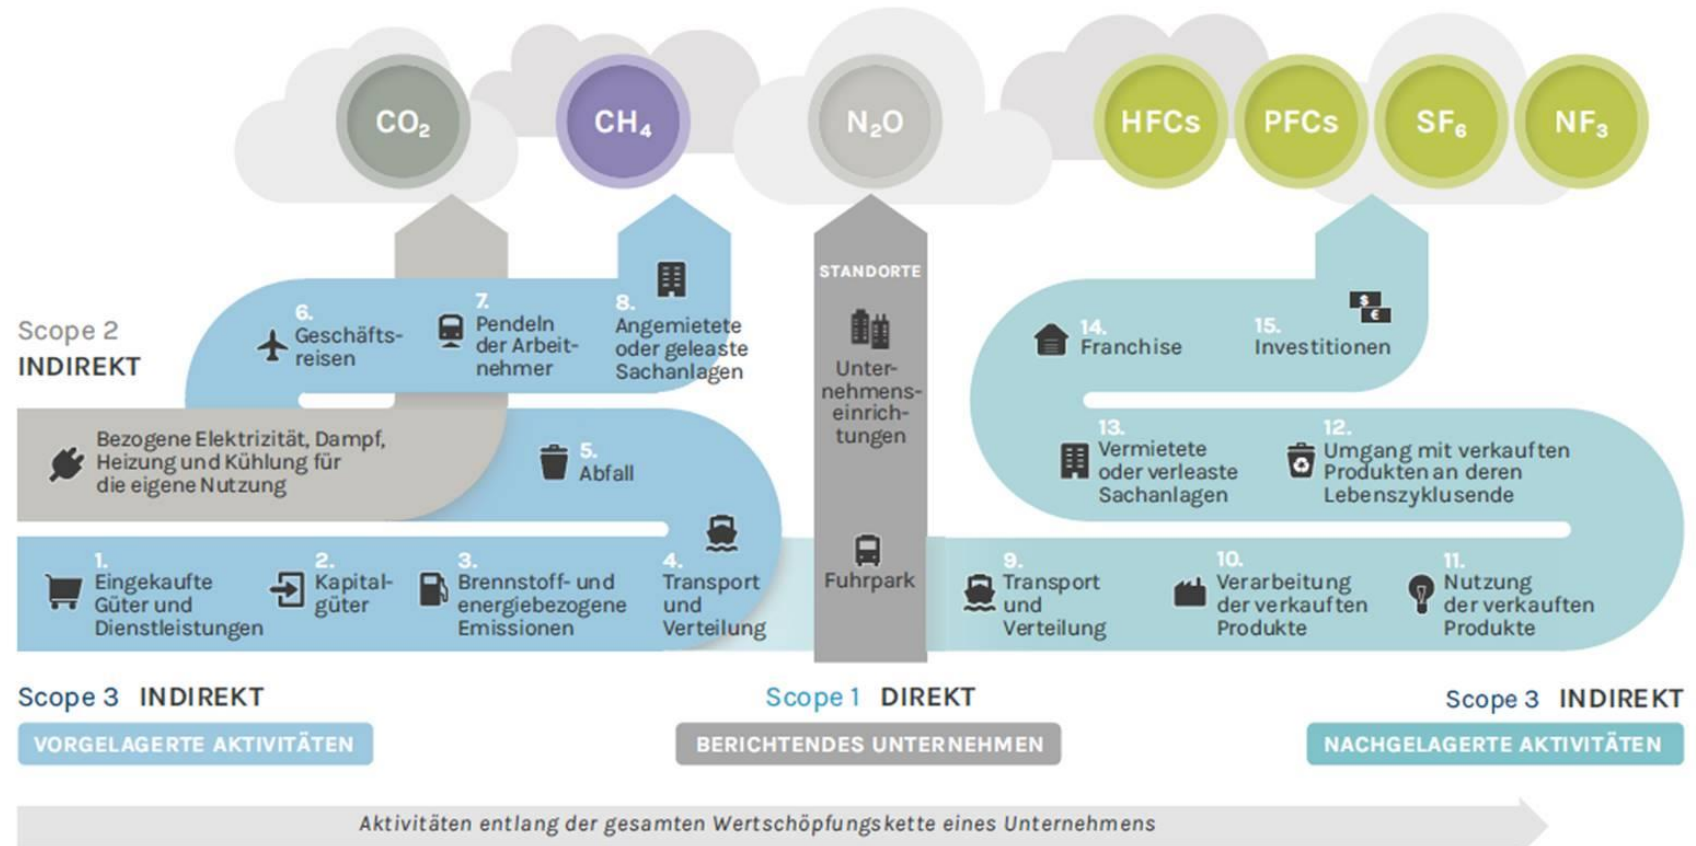 CO₂
CH₄
N₂O
HFCs
PFCs
SF₆
NF₃
Scope 2
INDIREKT
6.
Geschäfts-
reisen
7.
Pendeln
der Arbeit-
nehmer
8.
Angemietete
oder geleaste
Sachanlagen
Bezogene Elektrizität, Dampf,
Heizung und Kühlung für
die eigene Nutzung
5.
Abfall
1.
Eingekaufte
Güter und
Dienstleistungen
2.
Kapital-
güter
3.
Brennstoff- und
energiebezogene
Emissionen
4.
Transport
und
Verteilung
STANDORTE
Unter-
nehmens-
einrich-
tungen
Fuhrpark
14.
Franchise
15.
Investitionen
$
€
13.
Vermietete
oder verleaste
Sachanlagen
12.
Umgang mit verkauften
Produkten an deren
Lebenszyklusende
9.
Transport
und
Verteilung
10.
Verarbeitung
der verkauften
Produkte
11.
Nutzung
der verkauften
Produkte
Scope 3 INDIREKT
VORGELAGERTE AKTIVITÄTEN
Scope 1 DIREKT
BERICHTENDES UNTERNEHMEN
Scope 3 INDIREKT
NACHGELAGERTE AKTIVITÄTEN
Aktivitäten entlang der gesamten Wertschöpfungskette eines Unternehmens